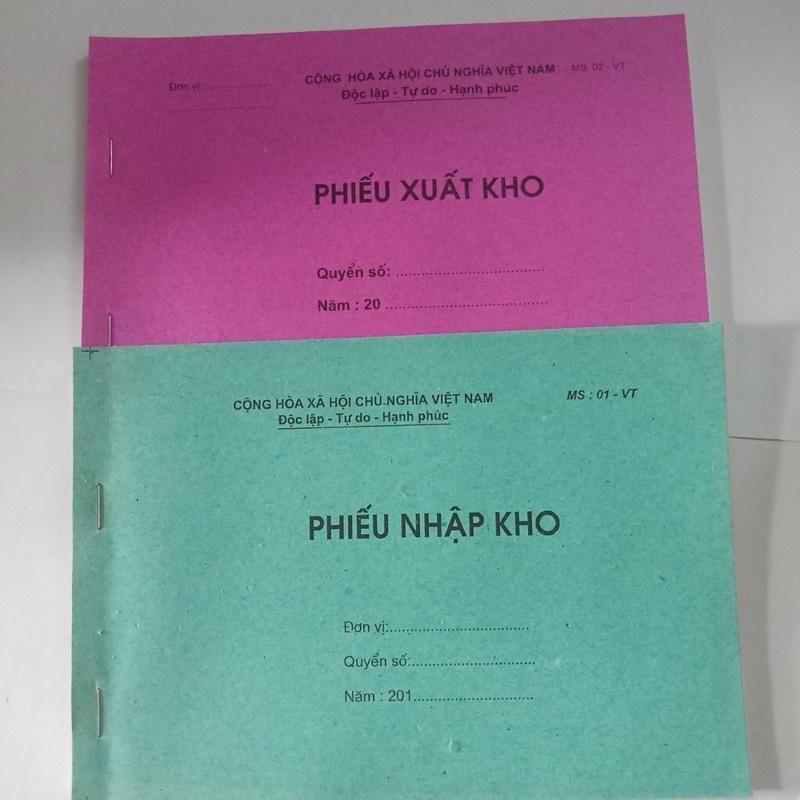 Đơn vị:....................
..................................
CỘNG HÒA XÃ HỘI CHỦ NGHĨA VIỆT NAM
MS: 02 - VT
Độc lập - Tự do - Hạnh phúc
PHIẾU XUẤT KHO
Quyển số: ...................................
Năm : 20 ......................................
CỘNG HÒA XÃ HỘI CHỦ NGHĨA VIỆT NAM
MS : 01 - VT
Độc lập - Tự do - Hạnh phúc
PHIẾU NHẬP KHO
Đơn vị:..................................
Quyển số:..............................
Năm : 201.............................